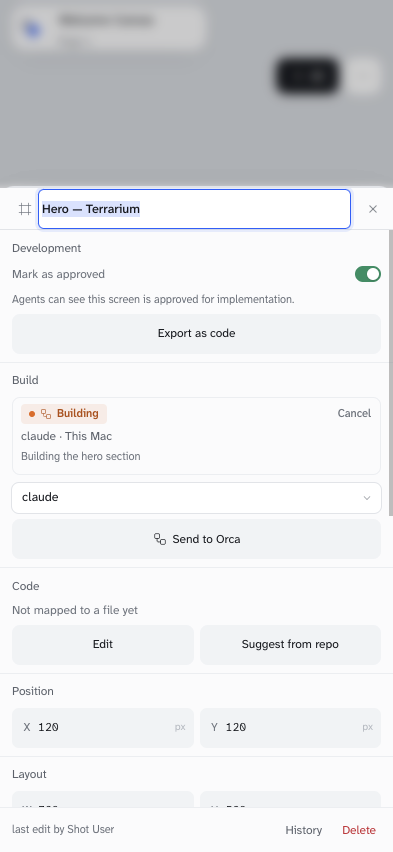 Welcome
Hero — Terrarium
Development
Mark as approved
Agents can see this screen is approved for implementation.
Export as code
Build
Building
Cancel
claude · This Mac
Building the hero section
claude
Send to Orca
Code
Not mapped to a file yet
Edit
Suggest from repo
Position
X 120 px
Y 120 px
Layout
last edit by Shot User
History
Delete